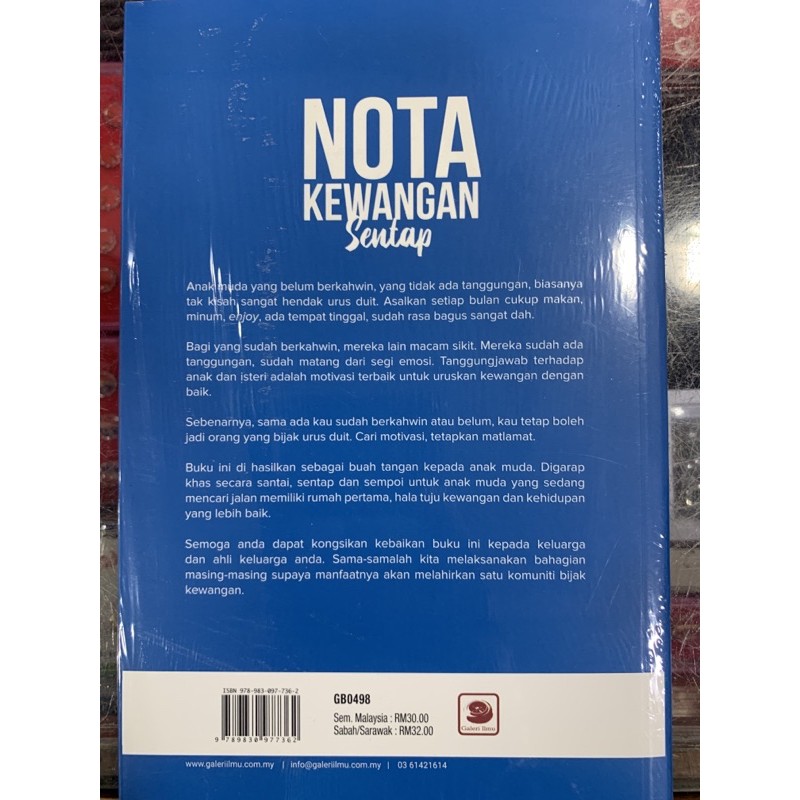 NOTA
KEWANGAN
Sentap
Anak muda yang belum berkahwin, yang tidak ada tanggungan, biasanya
tak kisah sangat hendak urus duit. Asalkan setiap bulan cukup makan,
minum, enjoy, ada tempat tinggal, sudah rasa bagus sangat dah.
Bagi yang sudah berkahwin, mereka lain macam sikit. Mereka sudah ada
tanggungan, sudah matang dari segi emosi. Tanggungjawab terhadap
anak dan isteri adalah motivasi terbaik untuk uruskan kewangan dengan
baik.
Sebenarnya, sama ada kau sudah berkahwin atau belum, kau tetap boleh
jadi orang yang bijak urus duit. Cari motivasi, tetapkan matlamat.
Buku ini di hasilkan sebagai buah tangan kepada anak muda. Digarap
khas secara santai, sentap dan sempoi untuk anak muda yang sedang
mencari jalan memiliki rumah pertama, hala tuju kewangan dan kehidupan
yang lebih baik.
Semoga anda dapat kongsikan kebaikan buku ini kepada keluarga
dan ahli keluarga anda. Sama-samalah kita melaksanakan bahagian
masing-masing supaya manfaatnya akan melahirkan satu komuniti bijak
kewangan.
ISBN 978-983-097-736-2
9 789830 977362
GB0498
Sem. Malaysia : RM30.00
Sabah/Sarawak : RM32.00
Galeri Ilmu
www.galeriilmu.com.my | info@galeriilmu.com.my | 03 61421614